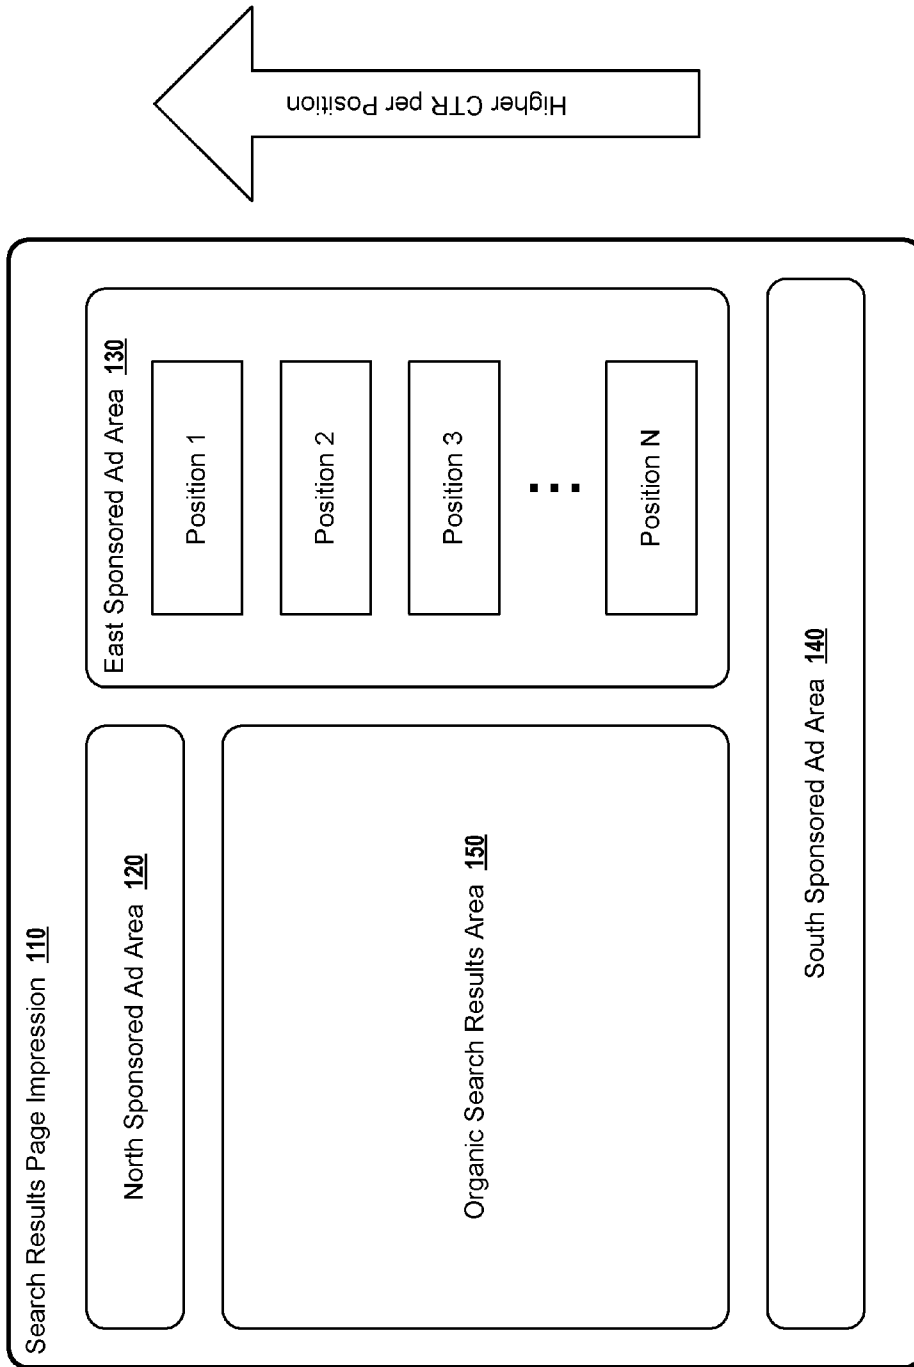 Search Results Page Impression 110
North Sponsored Ad Area 120
Organic Search Results Area 150
East Sponsored Ad Area 130
Position 1
Position 2
Position 3
Position N
South Sponsored Ad Area 140
Higher CTR per Position